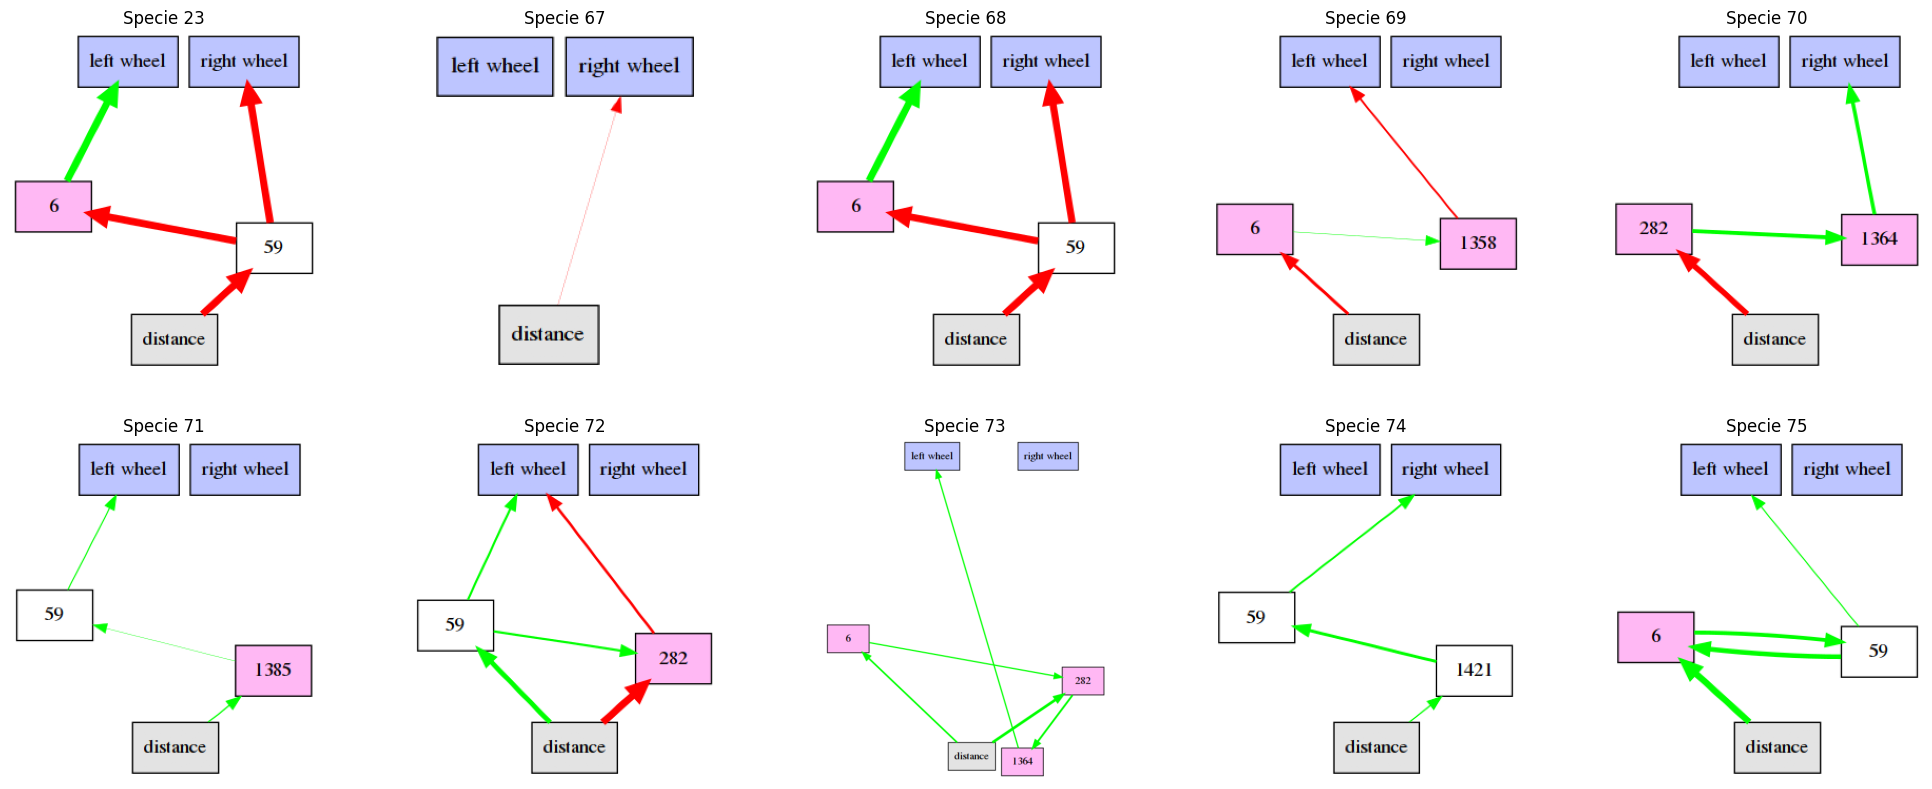 Specie 23
left wheel
right wheel
6
59
distance
Specie 67
left wheel
right wheel
distance
Specie 68
left wheel
right wheel
6
59
distance
Specie 69
left wheel
right wheel
6
1358
distance
Specie 70
left wheel
right wheel
282
1364
distance
Specie 71
left wheel
right wheel
59
1385
distance
Specie 72
left wheel
right wheel
59
282
distance
Specie 73
left wheel
right wheel
6
282
distance
1364
Specie 74
left wheel
right wheel
59
1421
distance
Specie 75
left wheel
right wheel
6
59
distance